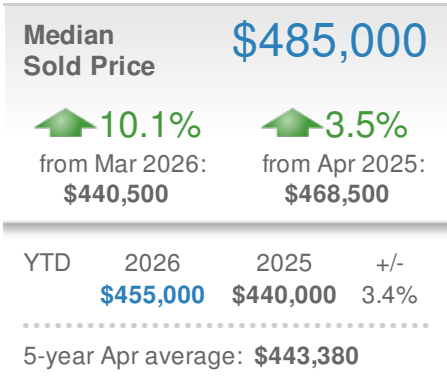 Median
Sold Price
$485,000
10.1%
3.5%
from Mar 2026:
from Apr 2025:
$440,500
$468,500
YTD 2026 2025 +/-
$455,000 $440,000 3.4%
5-year Apr average: $443,380